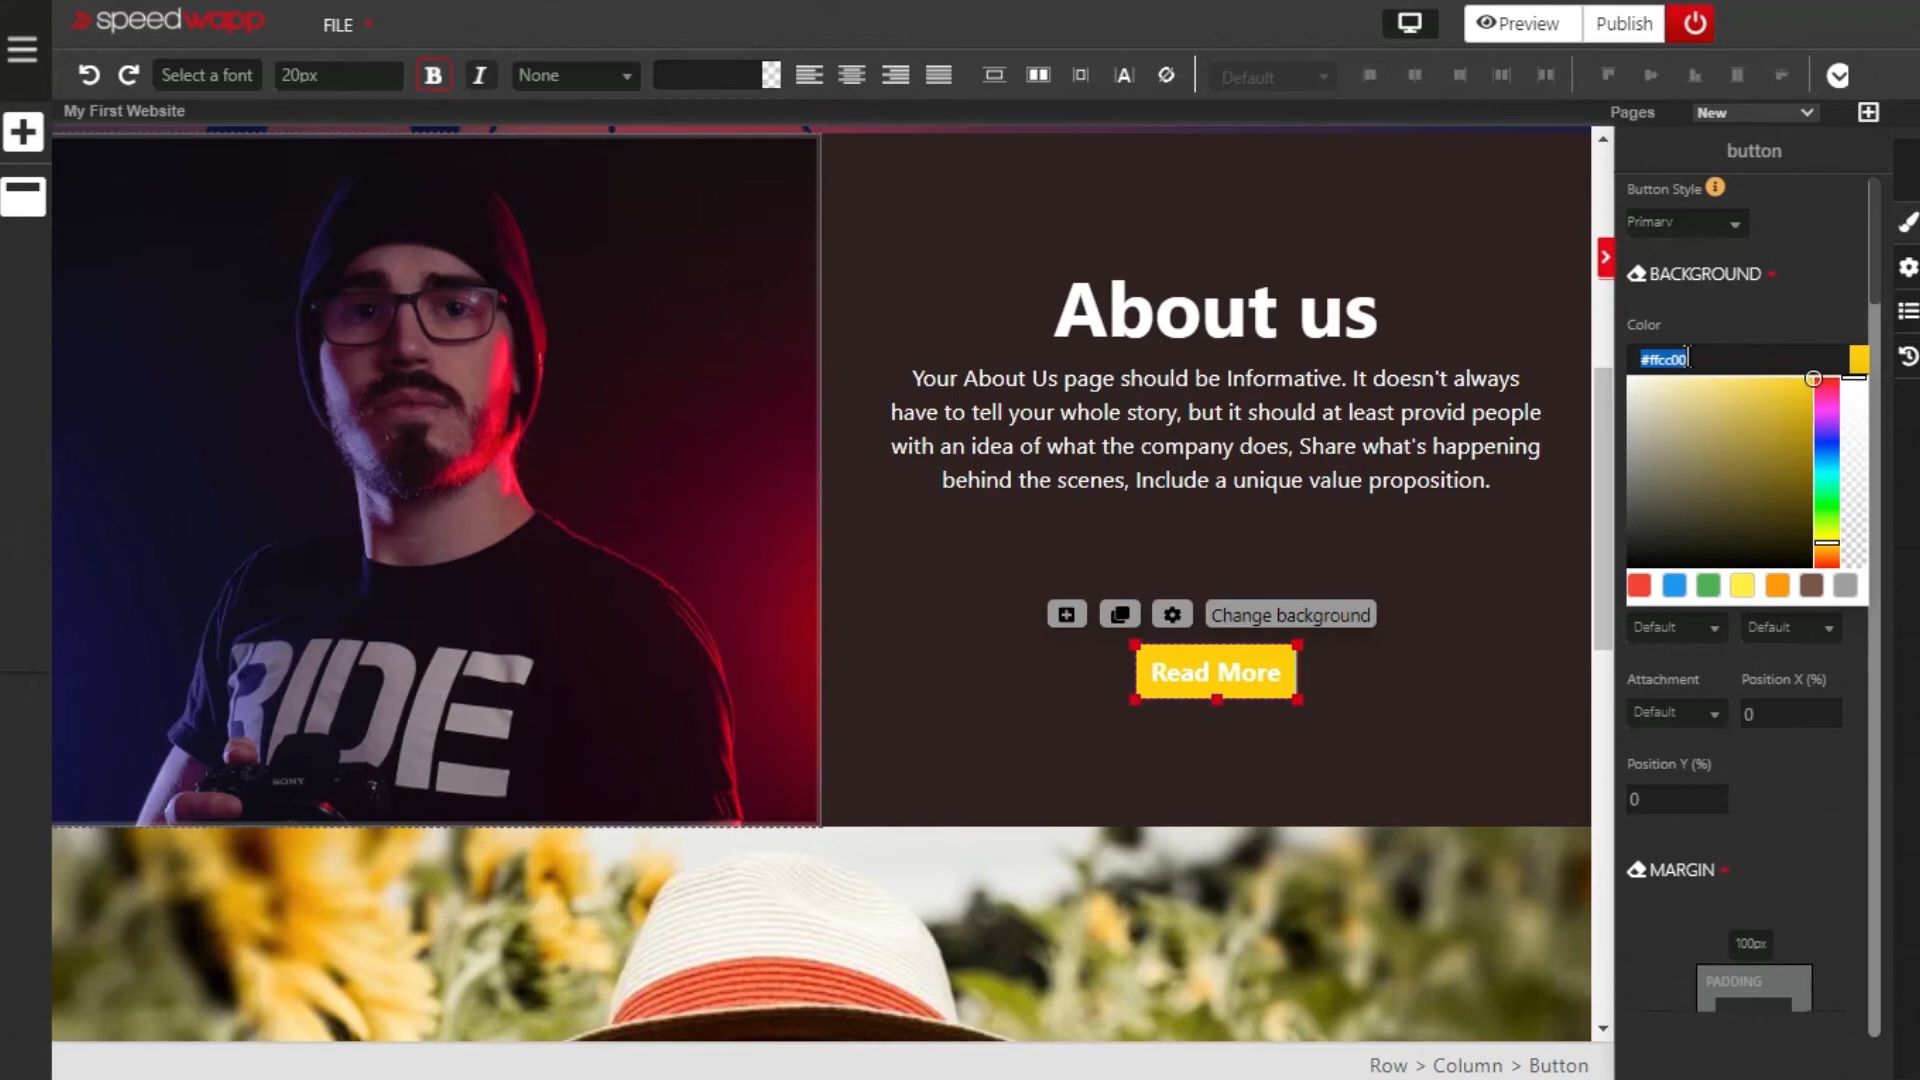 speedwapp
FILE
Preview
Publish
Select a font
20px
B
I
None
A
Default
My First Website
Pages
New
button
Button Style
Primary
BACKGROUND
Color
#ffcc00
About us
Your About Us page should be Informative. It doesn't always
have to tell your whole story, but it should at least provid people
with an idea of what the company does, Share what's happening
behind the scenes, Include a unique value proposition.
Change background
Read More
RIDE
SONY
Default
Default
Attachment
Position X (%)
Default
0
Position Y (%)
0
MARGIN
100px
PADDING
Row > Column > Button